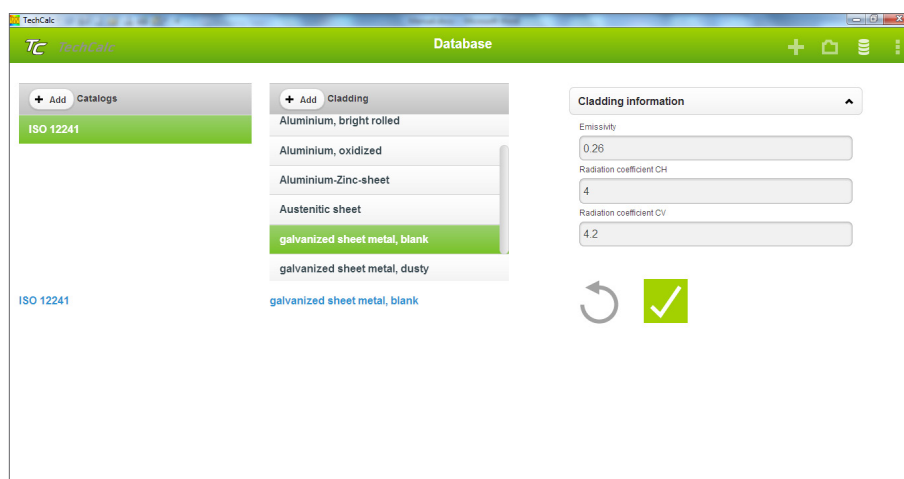 TechCalc
TC TechCalc
Database
+ Add Catalogs
ISO 12241
+ Add Cladding
Aluminium, bright rolled
Aluminium, oxidized
Aluminium-Zinc-sheet
Austenitic sheet
galvanized sheet metal, blank
galvanized sheet metal, dusty
Cladding information
Emissivity
0.26
Radiation coefficient CH
4
Radiation coefficient CV
4.2
ISO 12241
galvanized sheet metal, blank